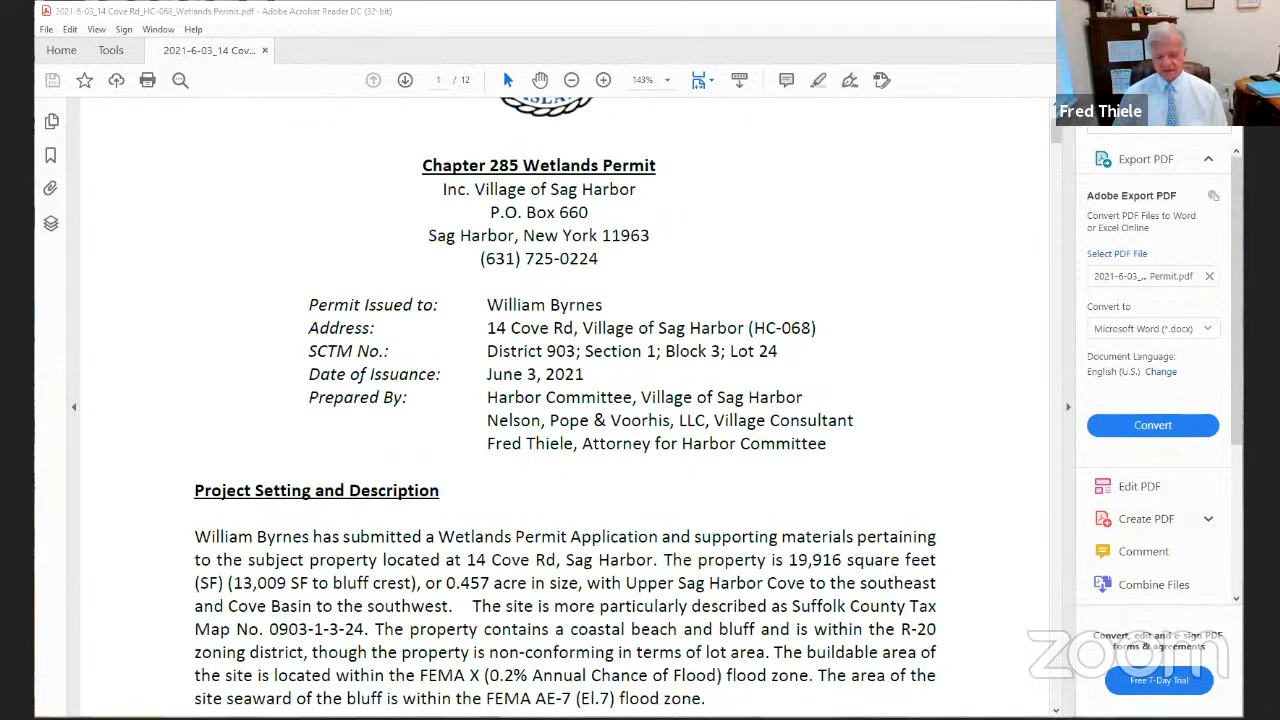 2021-6-03_14 Cove Rd_HC-068_Wetlands Permit.pdf - Adobe Acrobat Reader DC (32-bit)
File Edit View Sign Window Help
Home Tools 2021-6-03_14 Cov... ×
1 / 12 143%
Fred Thiele
Chapter 285 Wetlands Permit
Inc. Village of Sag Harbor
P.O. Box 660
Sag Harbor, New York 11963
(631) 725-0224
Permit Issued to: William Byrnes
Address: 14 Cove Rd, Village of Sag Harbor (HC-068)
SCTM No.: District 903; Section 1; Block 3; Lot 24
Date of Issuance: June 3, 2021
Prepared By: Harbor Committee, Village of Sag Harbor
Nelson, Pope & Voorhis, LLC, Village Consultant
Fred Thiele, Attorney for Harbor Committee
Project Setting and Description
William Byrnes has submitted a Wetlands Permit Application and supporting materials pertaining
to the subject property located at 14 Cove Rd, Sag Harbor. The property is 19,916 square feet
(SF) (13,009 SF to bluff crest), or 0.457 acre in size, with Upper Sag Harbor Cove to the southeast
and Cove Basin to the southwest. The site is more particularly described as Suffolk County Tax
Map No. 0903-1-3-24. The property contains a coastal beach and bluff and is within the R-20
zoning district, though the property is non-conforming in terms of lot area. The buildable area of
the site is located within the FEMA X (0.2% Annual Chance of Flood) flood zone. The area of the
site seaward of the bluff is within the FEMA AE-7 (El.7) flood zone.
Export PDF
Adobe Export PDF
Convert PDF Files to Word
or Excel Online
Select PDF File
2021-6-03_... Permit.pdf
Convert to
Microsoft Word (*.docx)
Document Language:
English (U.S.) Change
Convert
Edit PDF
Create PDF
Comment
Combine Files
Convert, edit and e-sign PDF
forms & agreements
Free 7-Day Trial
zoom